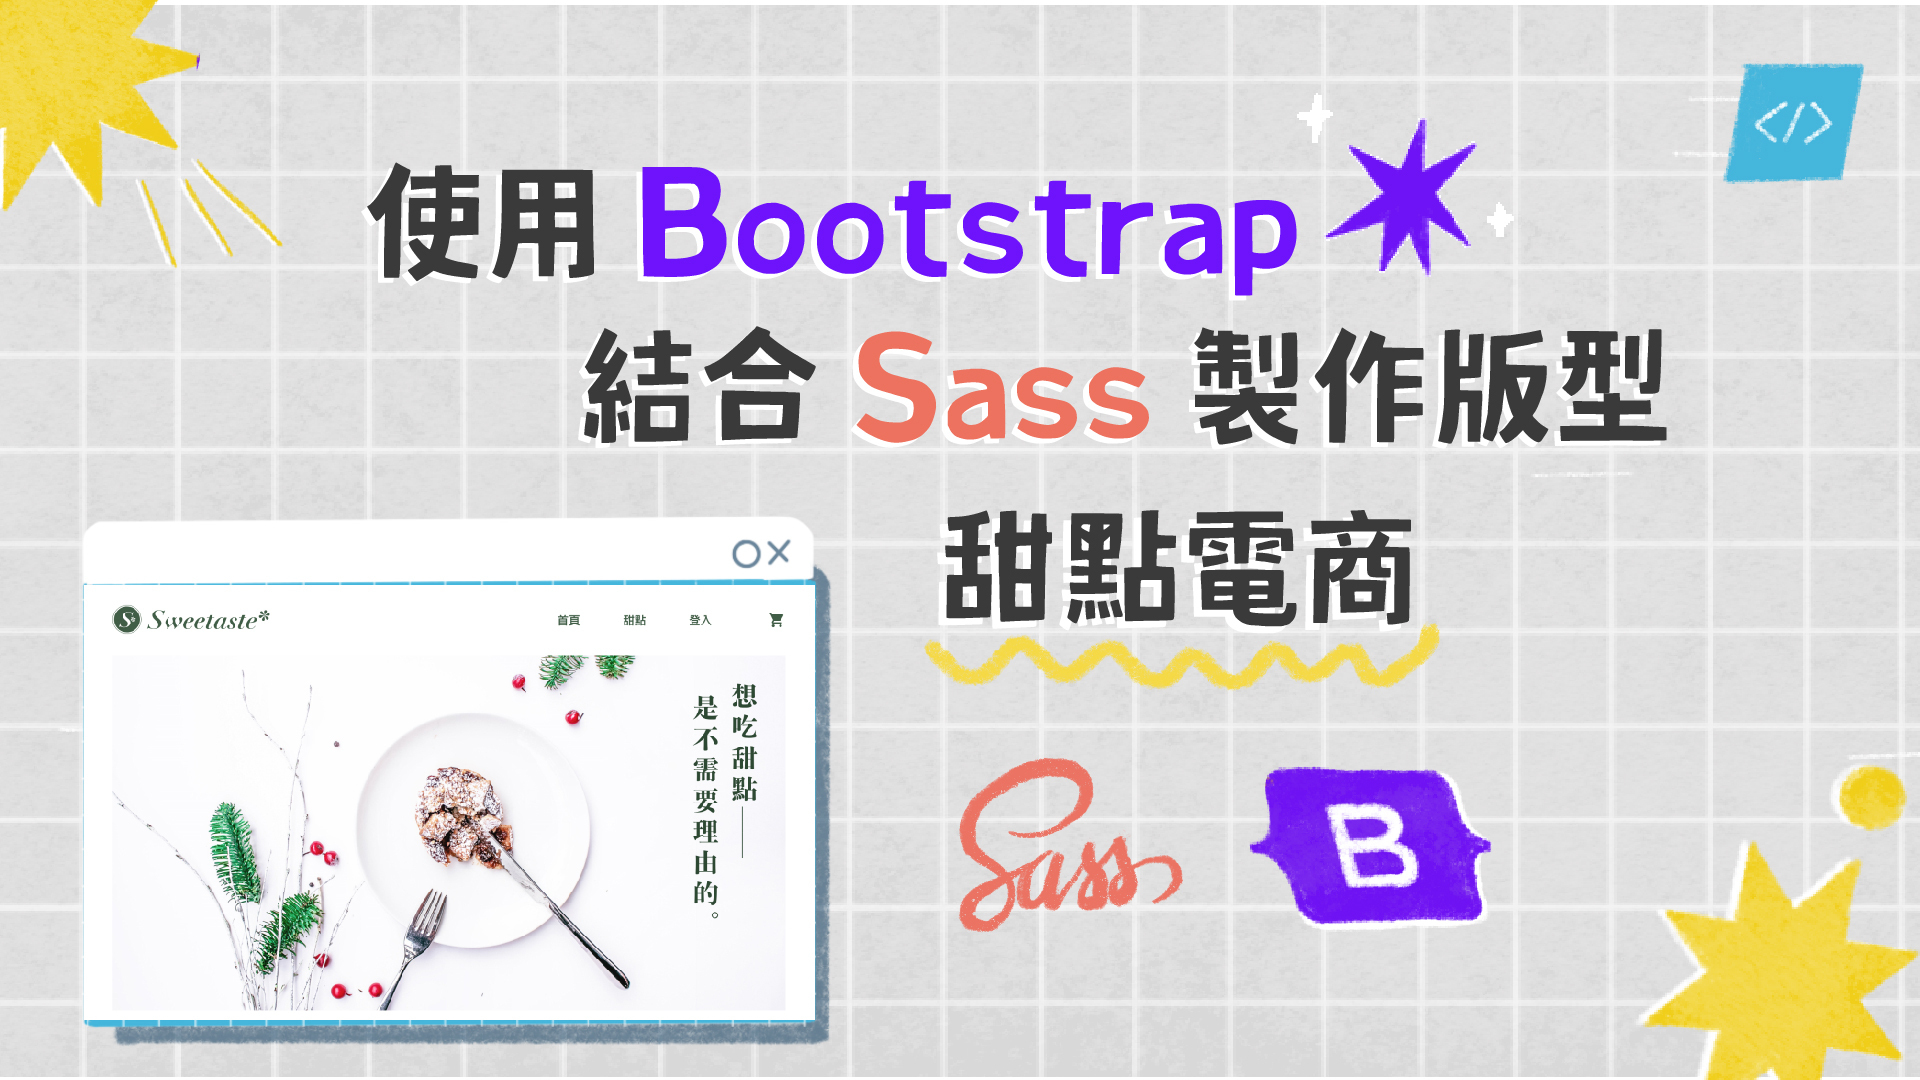 使用 Bootstrap
結合 Sass 製作版型
甜點電商
</>
S Sweetaste*
首頁 甜點 登入
想吃甜點——
是不需要理由的。
Sass
B